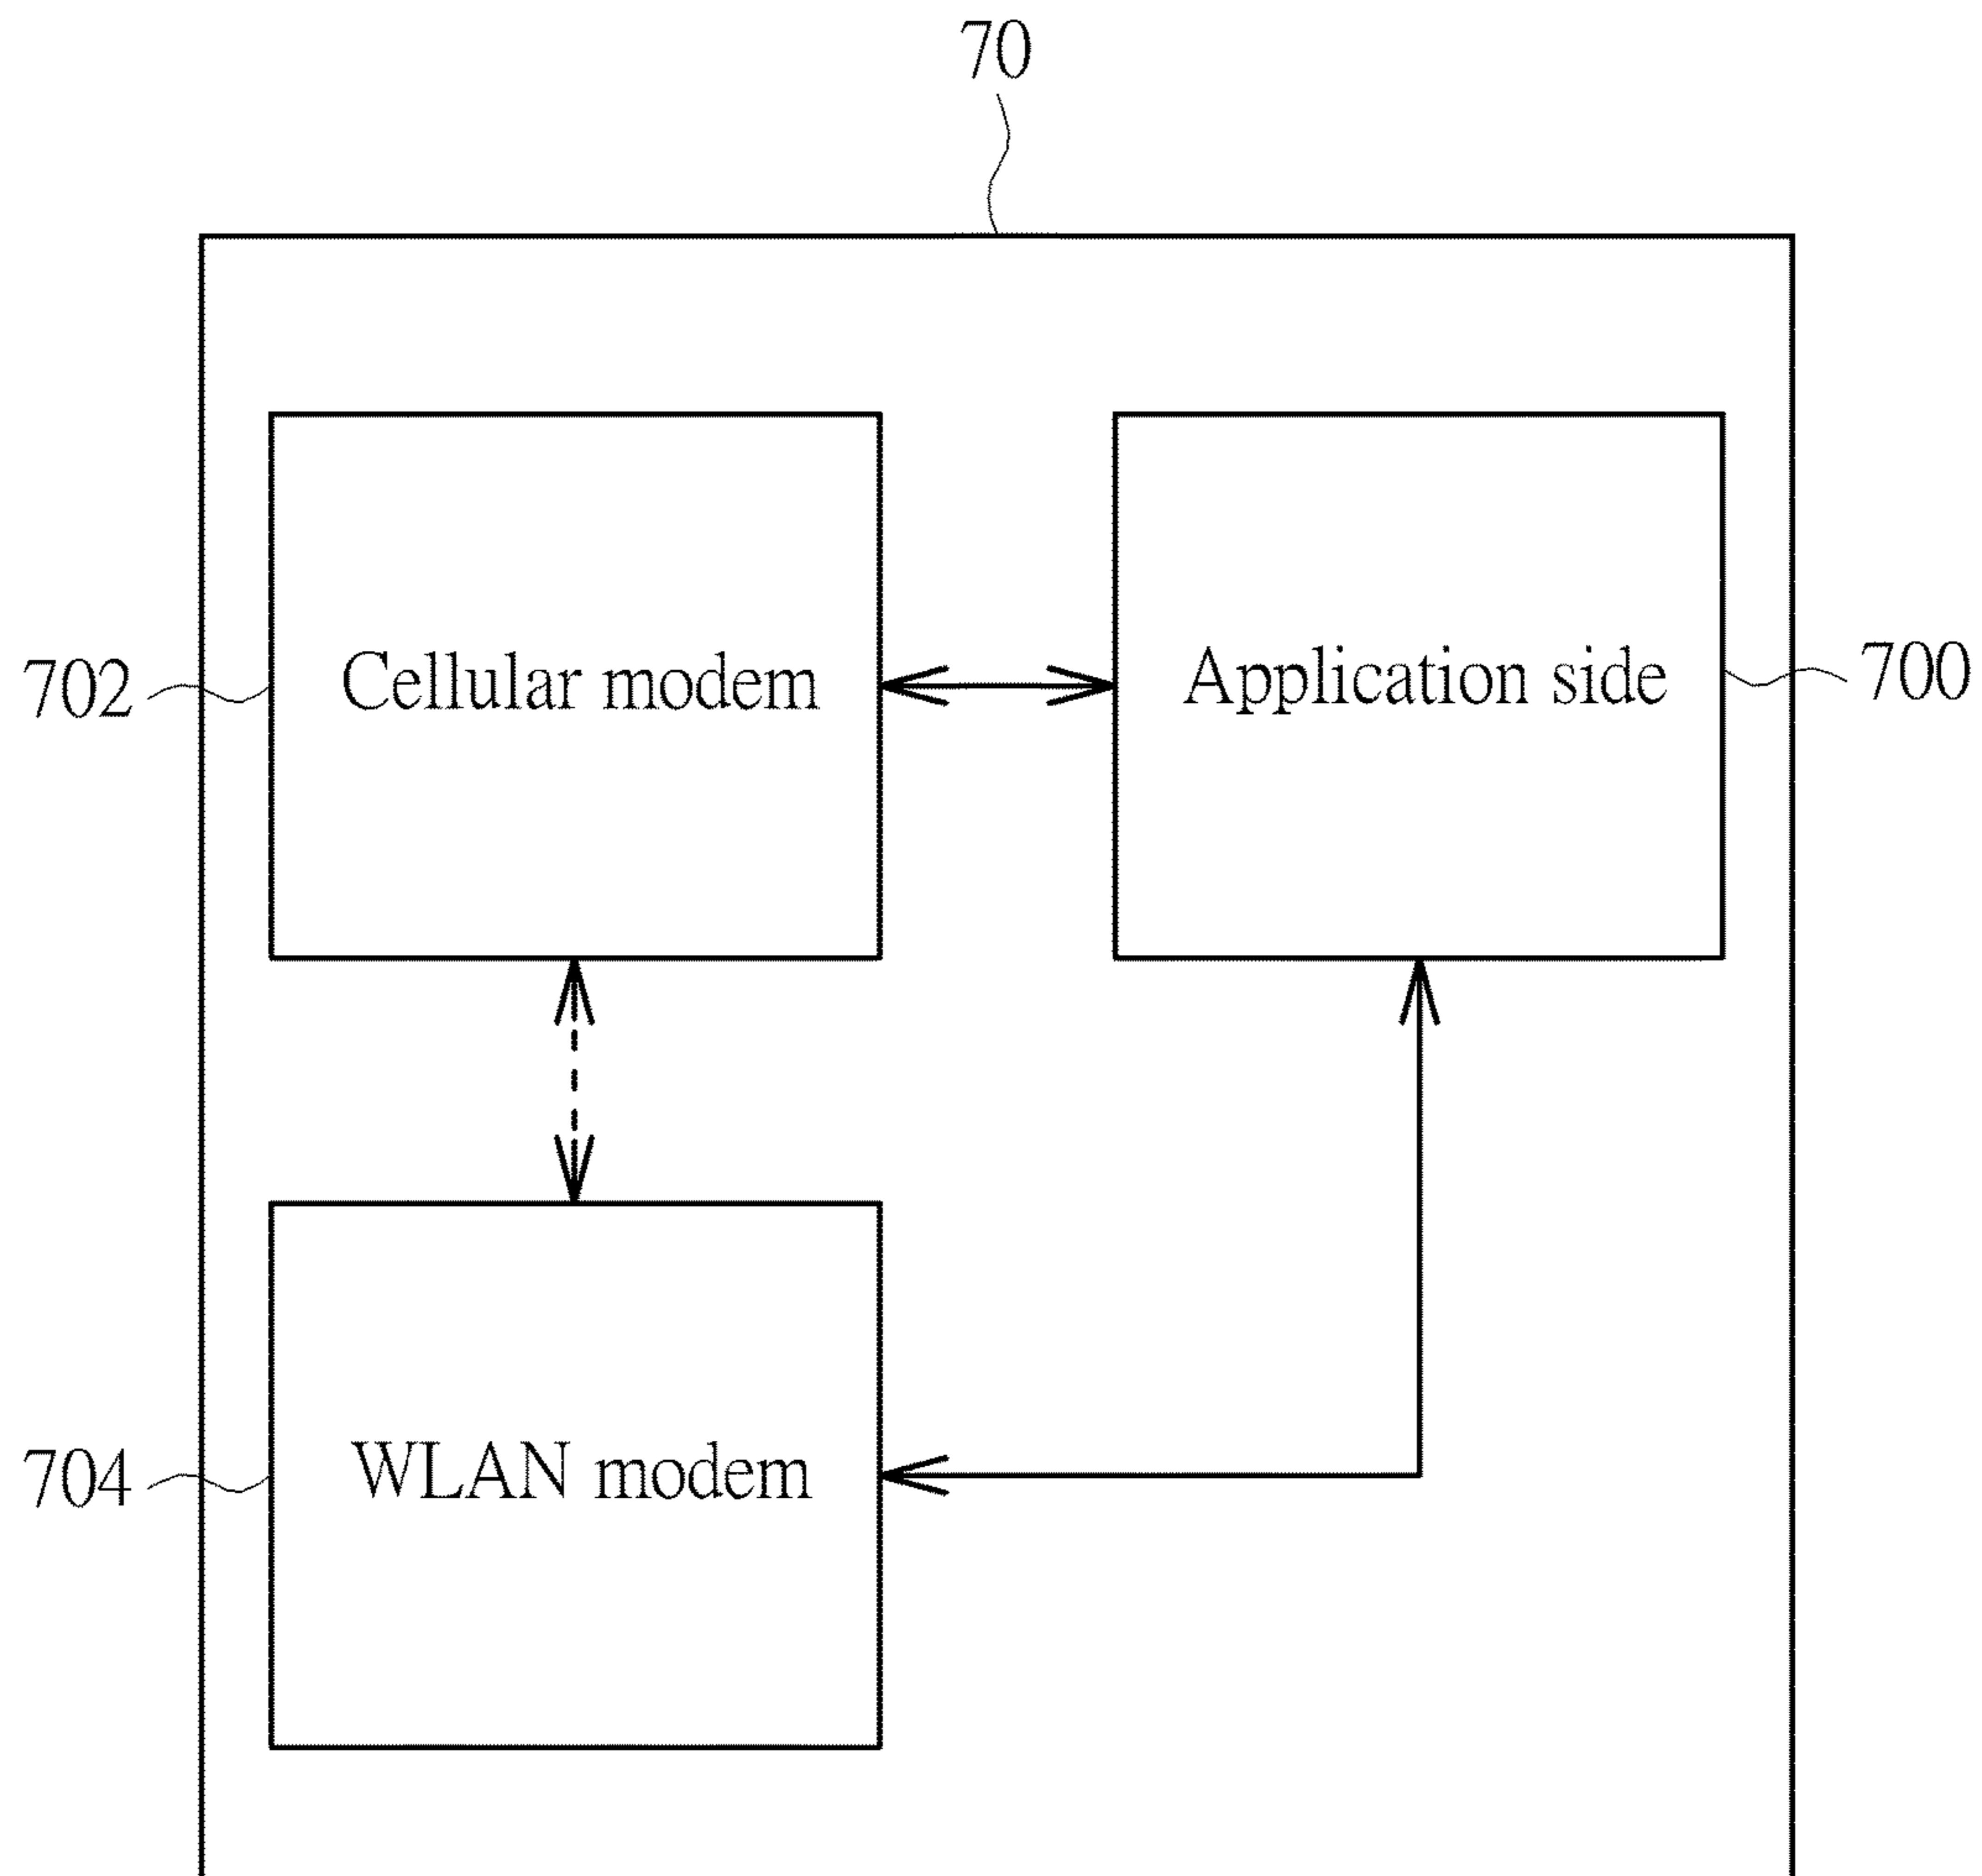 70
702
Cellular modem
Application side
700
704
WLAN modem